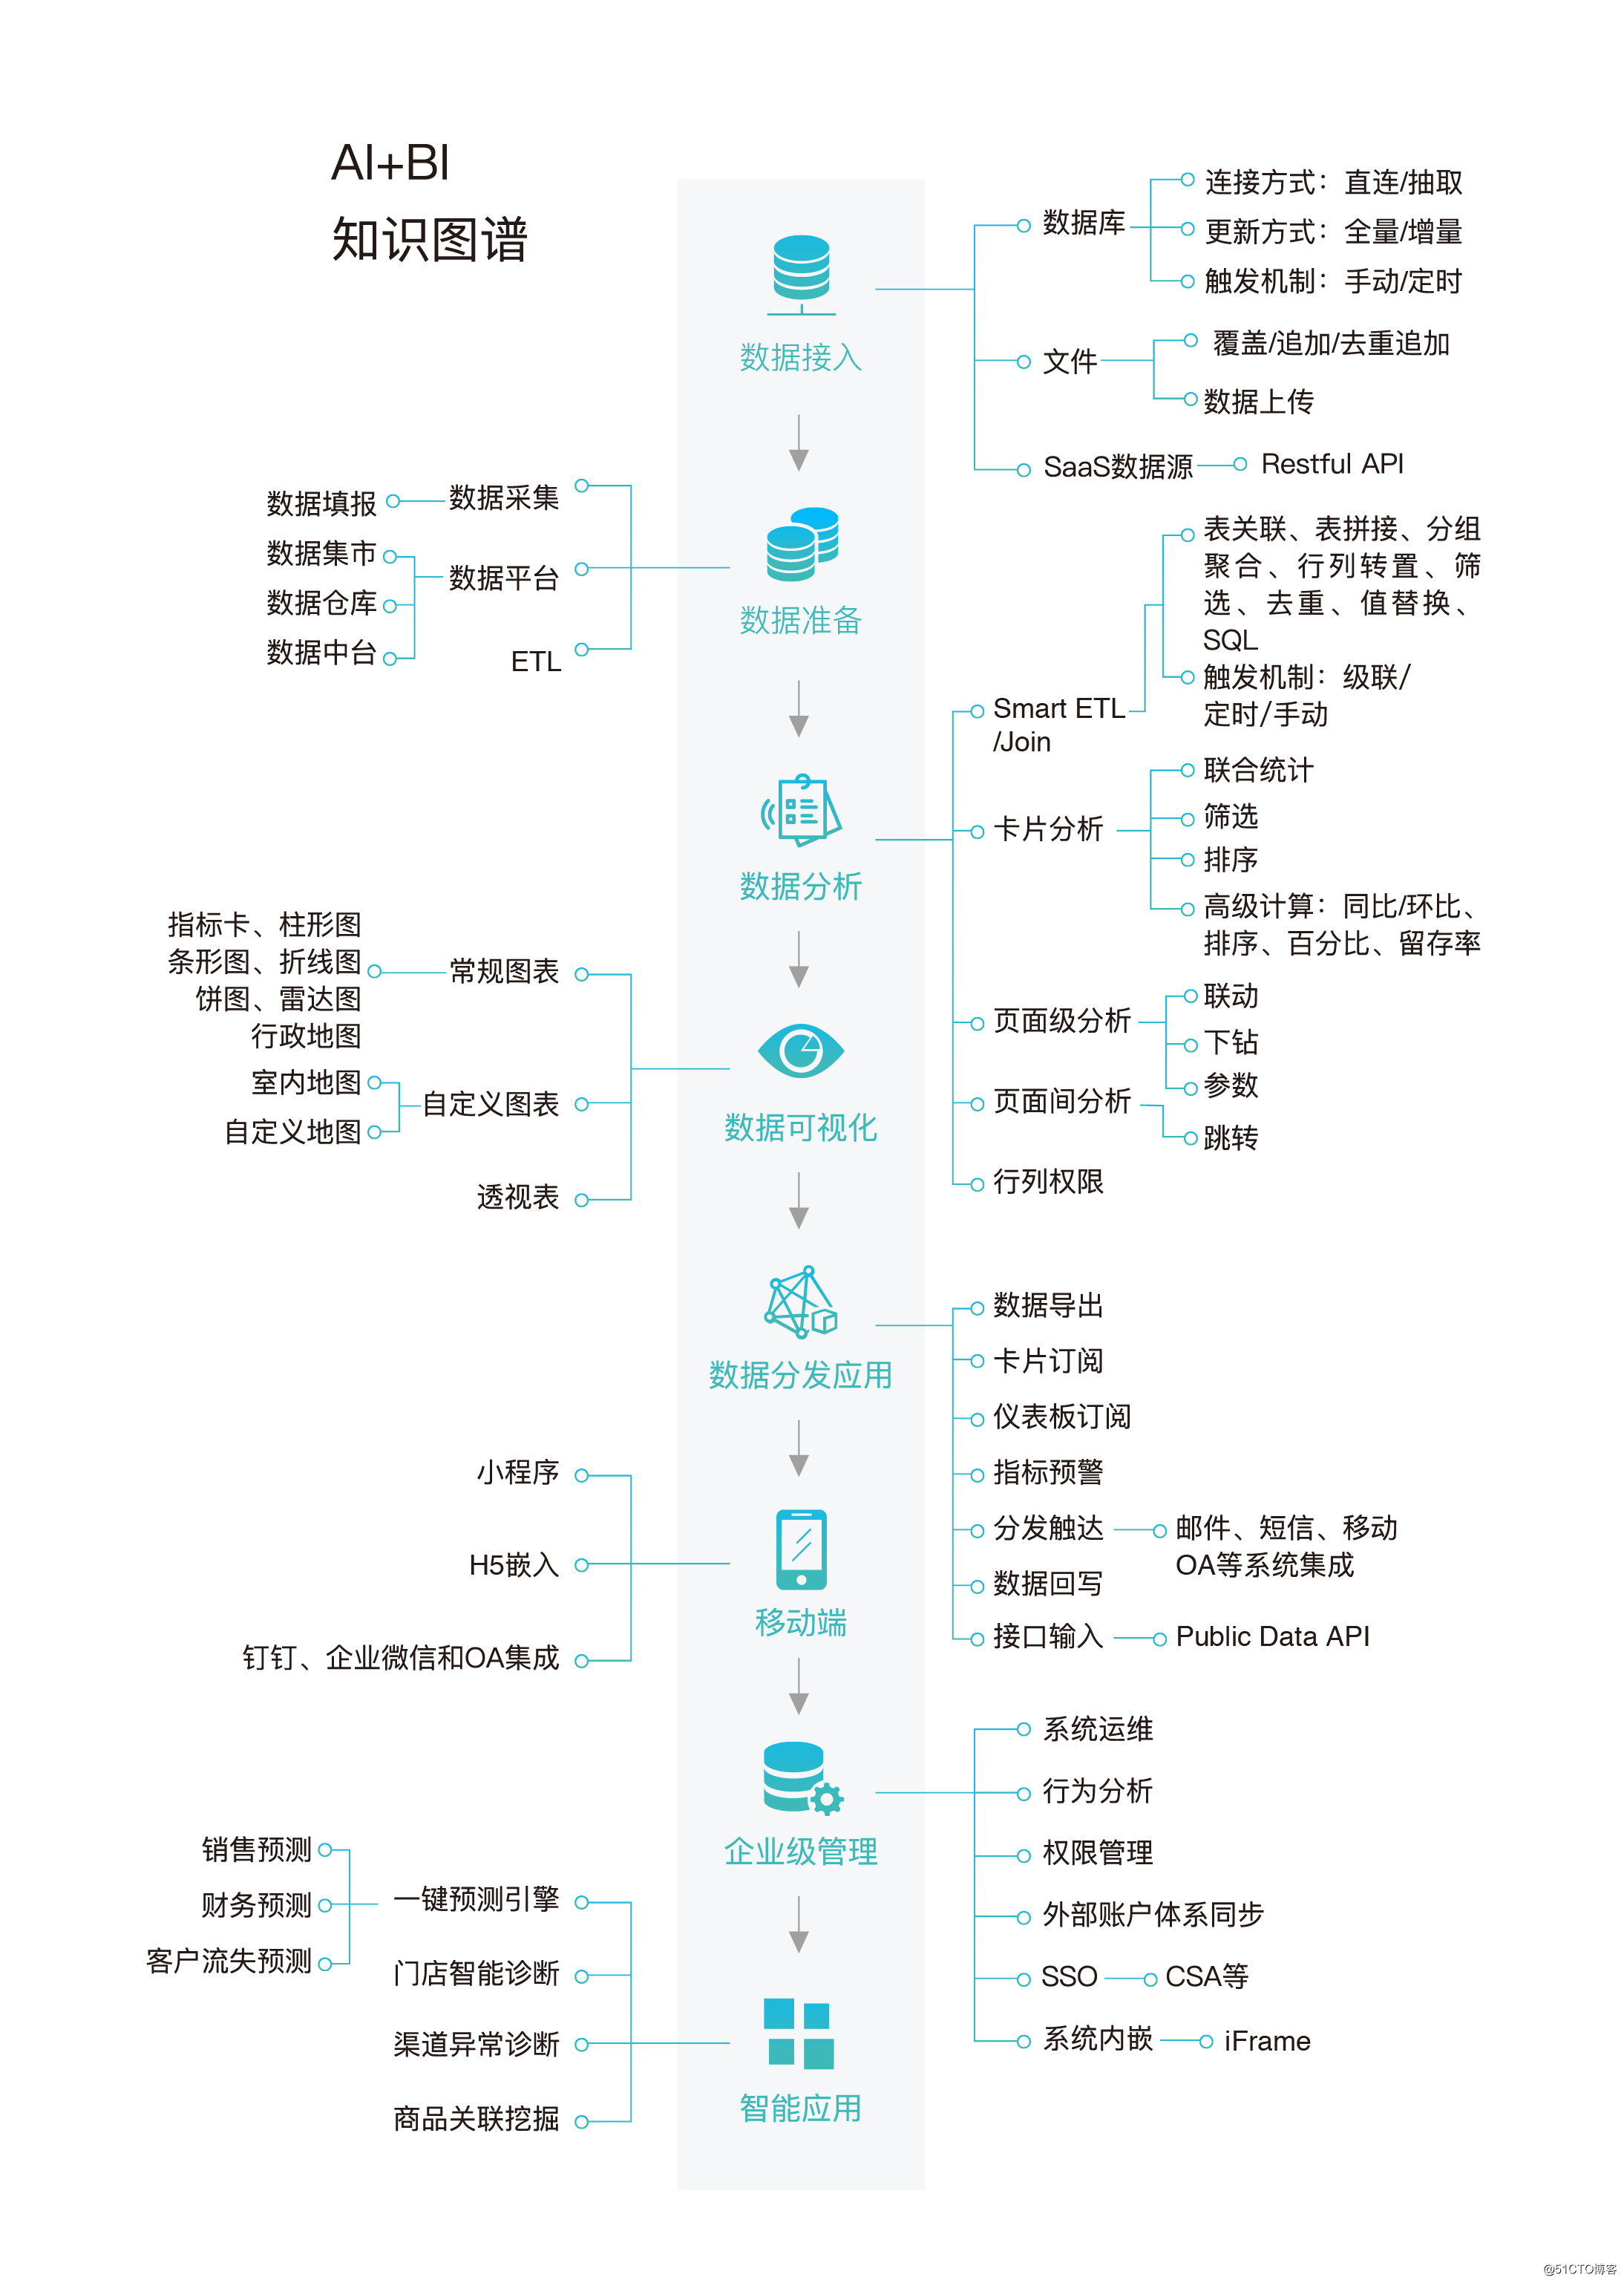 AI+BI
知识图谱
数据接入
数据库
连接方式：直连/抽取
更新方式：全量/增量
触发机制：手动/定时
文件
覆盖/追加/去重追加
数据上传
SaaS数据源
Restful API
数据准备
数据采集
数据填报
数据平台
数据集市
数据仓库
数据中台
ETL
数据分析
Smart ETL
/Join
表关联、表拼接、分组
聚合、行列转置、筛
选、去重、值替换、
SQL
触发机制：级联/
定时/手动
卡片分析
联合统计
筛选
排序
高级计算：同比/环比、
排序、百分比、留存率
页面级分析
联动
下钻
参数
页面间分析
跳转
行列权限
数据可视化
常规图表
指标卡、柱形图
条形图、折线图
饼图、雷达图
行政地图
自定义图表
室内地图
自定义地图
透视表
数据分发应用
数据导出
卡片订阅
仪表板订阅
指标预警
分发触达
邮件、短信、移动
OA等系统集成
数据回写
接口输入
Public Data API
移动端
小程序
H5嵌入
钉钉、企业微信和OA集成
企业级管理
系统运维
行为分析
权限管理
外部账户体系同步
SSO
CSA等
系统内嵌
iFrame
智能应用
一键预测引擎
销售预测
财务预测
客户流失预测
门店智能诊断
渠道异常诊断
商品关联挖掘
@51CTO博客